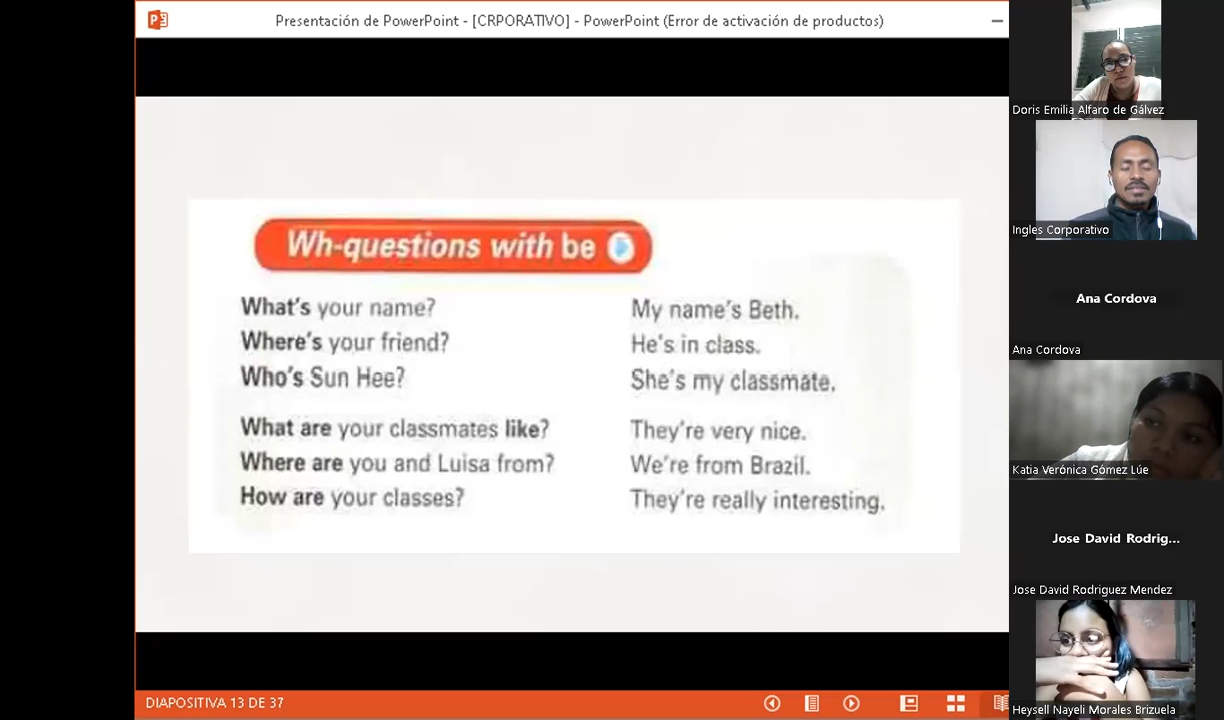 Presentación de PowerPoint - [CRPORATIVO] - PowerPoint (Error de activación de productos)
Wh-questions with be
What's your name? My name's Beth.
Where's your friend? He's in class.
Who's Sun Hee? She's my classmate.
What are your classmates like? They're very nice.
Where are you and Luisa from? We're from Brazil.
How are your classes? They're really interesting.
DIAPOSITIVA 13 DE 37
Doris Emilia Alfaro de Gálvez
Ingles Corporativo
Ana Cordova
Ana Cordova
Katia Verónica Gómez Lúe
Jose David Rodrig...
Jose David Rodriguez Mendez
Heysell Nayeli Morales Brizuela